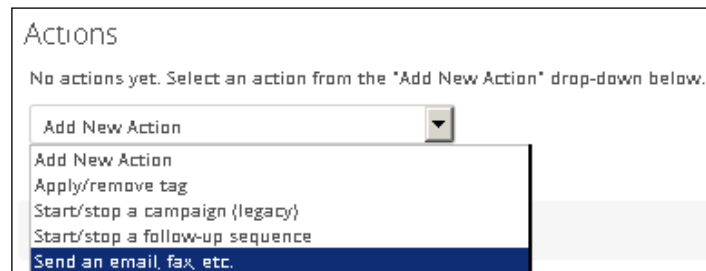 Actions
No actions yet. Select an action from the "Add New Action" drop-down below.
Add New Action
Add New Action
Apply/remove tag
Start/stop a campaign (legacy)
Start/stop a follow-up sequence
Send an email, fax, etc.